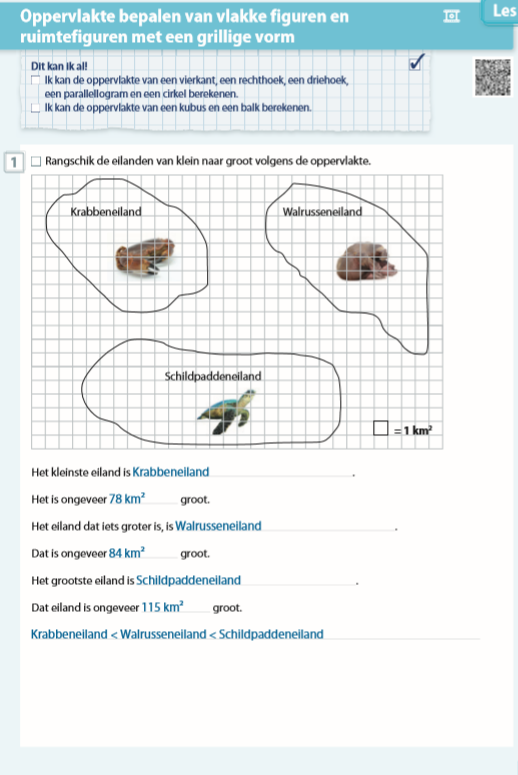 Oppervlakte bepalen van vlakke figuren en
ruimtefiguren met een grillige vorm
Les
Dit kan ik al!
Ik kan de oppervlakte van een vierkant, een rechthoek, een driehoek,
een parallellogram en een cirkel berekenen.
Ik kan de oppervlakte van een kubus en een balk berekenen.
1
Rangschik de eilanden van klein naar groot volgens de oppervlakte.
Krabbeneiland
Walrusseneiland
Schildpaddeneiland
= 1 km²
Het kleinste eiland is Krabbeneiland.
Het is ongeveer 78 km² groot.
Het eiland dat iets groter is, is Walrusseneiland.
Dat is ongeveer 84 km² groot.
Het grootste eiland is Schildpaddeneiland.
Dat eiland is ongeveer 115 km² groot.
Krabbeneiland < Walrusseneiland < Schildpaddeneiland